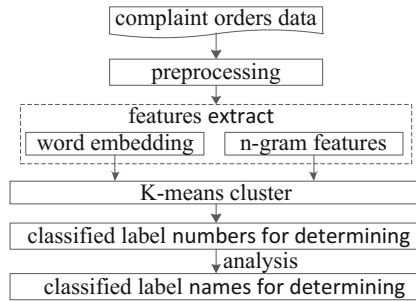 complaint orders data
preprocessing
features extract
word embedding
n-gram features
K-means cluster
classified label numbers for determining
analysis
classified label names for determining